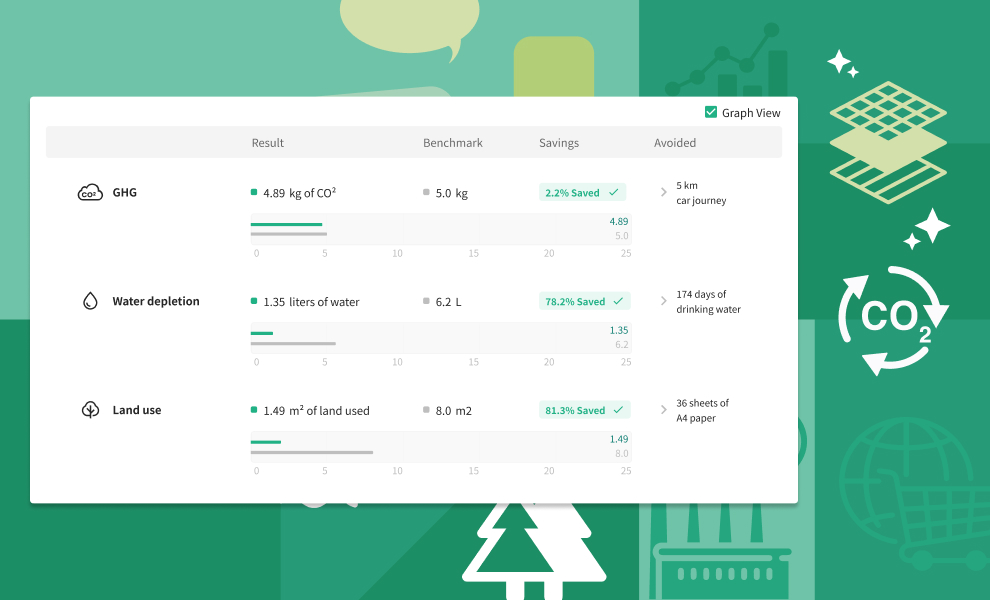 Graph View
Result Benchmark Savings Avoided
CO² GHG 4.89 kg of CO² 5.0 kg 2.2% Saved 5 km
car journey
4.89
5.0
0 5 10 15 20 25
Water depletion 1.35 liters of water 6.2 L 78.2% Saved 174 days of
drinking water
1.35
6.2
0 5 10 15 20 25
Land use 1.49 m² of land used 8.0 m2 81.3% Saved 36 sheets of
A4 paper
1.49
8.0
0 5 10 15 20 25
CO₂